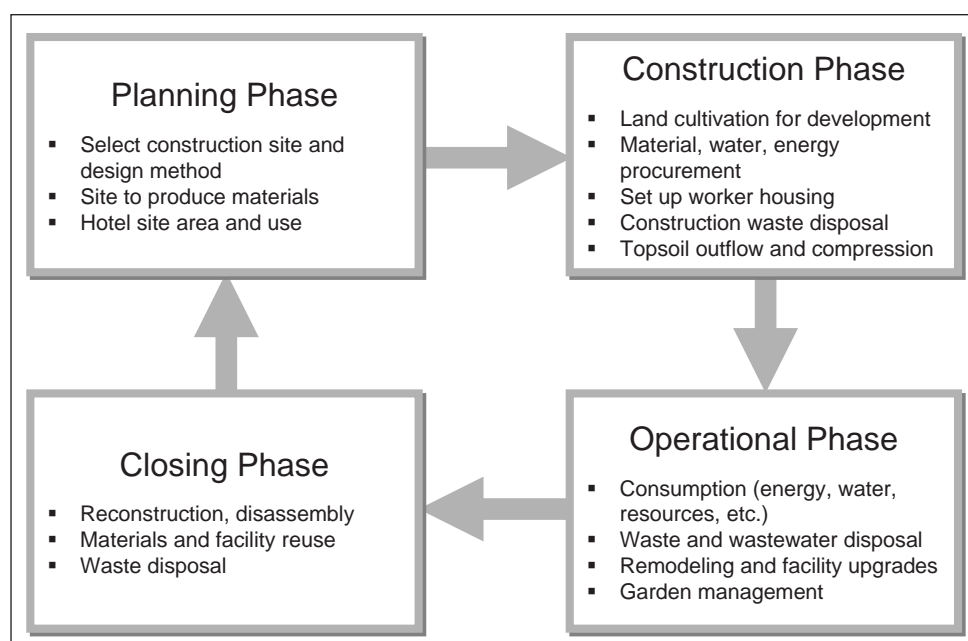 Planning Phase
▪ Select construction site and
design method
▪ Site to produce materials
▪ Hotel site area and use
Construction Phase
▪ Land cultivation for development
▪ Material, water, energy
procurement
▪ Set up worker housing
▪ Construction waste disposal
▪ Topsoil outflow and compression
Operational Phase
▪ Consumption (energy, water,
resources, etc.)
▪ Waste and wastewater disposal
▪ Remodeling and facility upgrades
▪ Garden management
Closing Phase
▪ Reconstruction, disassembly
▪ Materials and facility reuse
▪ Waste disposal